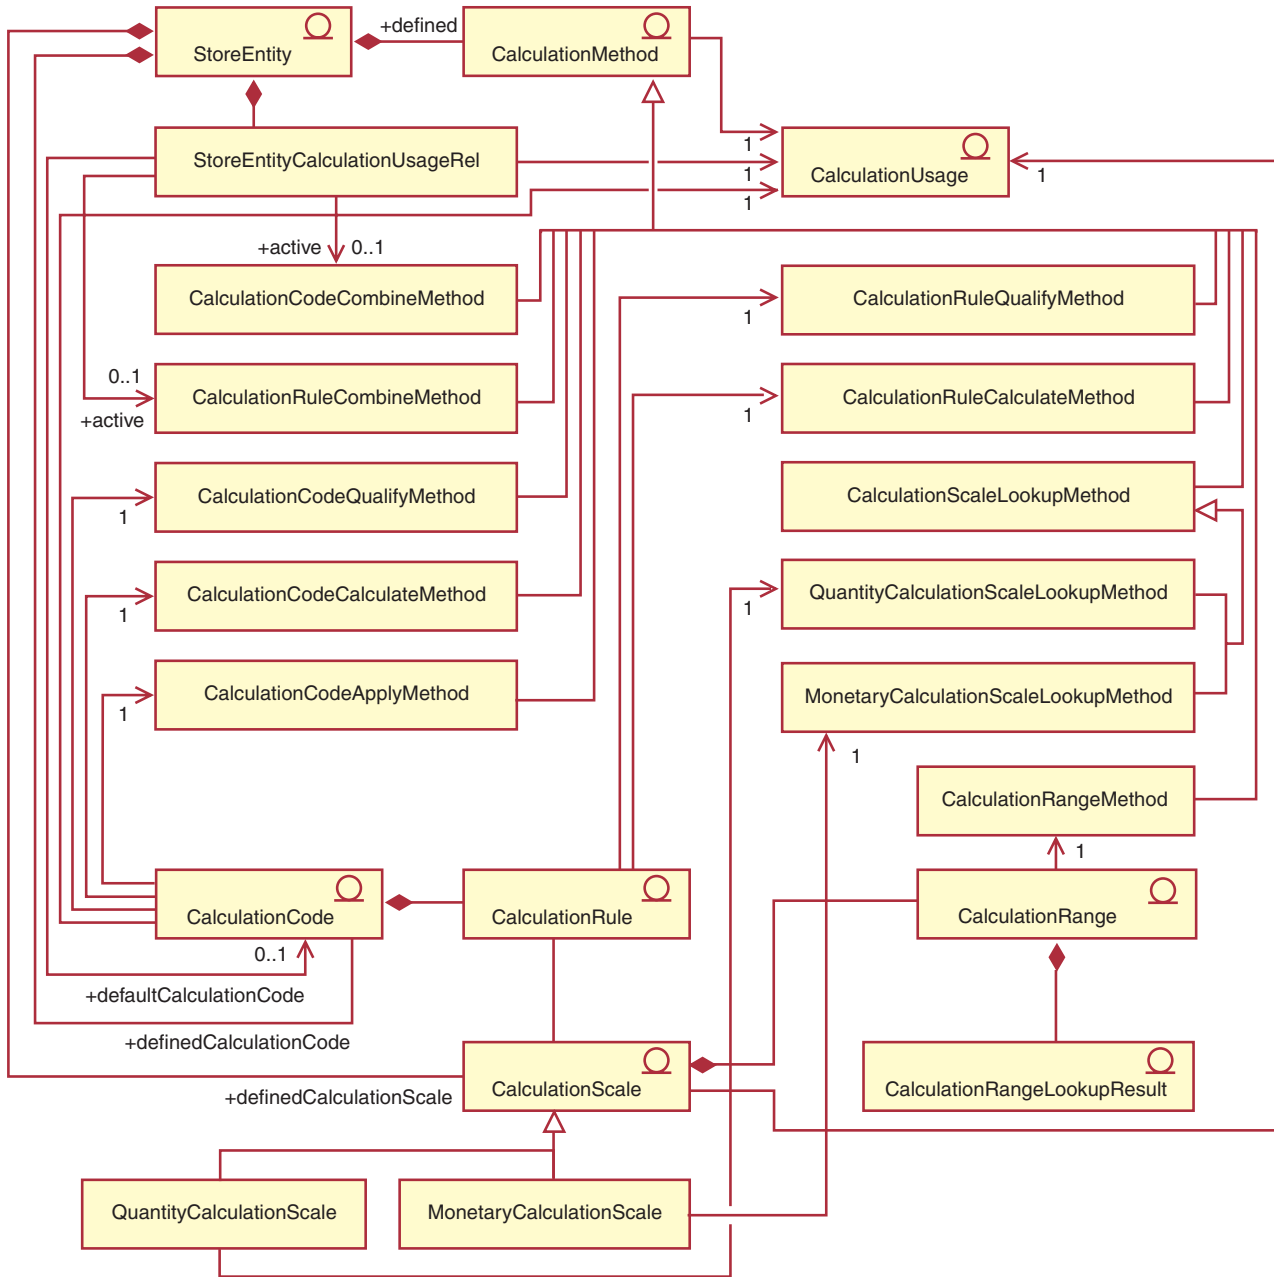 StoreEntity
+defined
CalculationMethod
1
StoreEntityCalculationUsageRel
1
CalculationUsage
1
1
+active
0..1
CalculationCodeCombineMethod
CalculationRuleQualifyMethod
1
0..1
CalculationRuleCombineMethod
+active
CalculationRuleCalculateMethod
1
CalculationCodeQualifyMethod
1
CalculationScaleLookupMethod
CalculationCodeCalculateMethod
1
QuantityCalculationScaleLookupMethod
1
CalculationCodeApplyMethod
1
MonetaryCalculationScaleLookupMethod
1
CalculationRangeMethod
1
CalculationCode
CalculationRule
CalculationRange
0..1
+defaultCalculationCode
+definedCalculationCode
+definedCalculationScale
CalculationScale
CalculationRangeLookupResult
QuantityCalculationScale
MonetaryCalculationScale